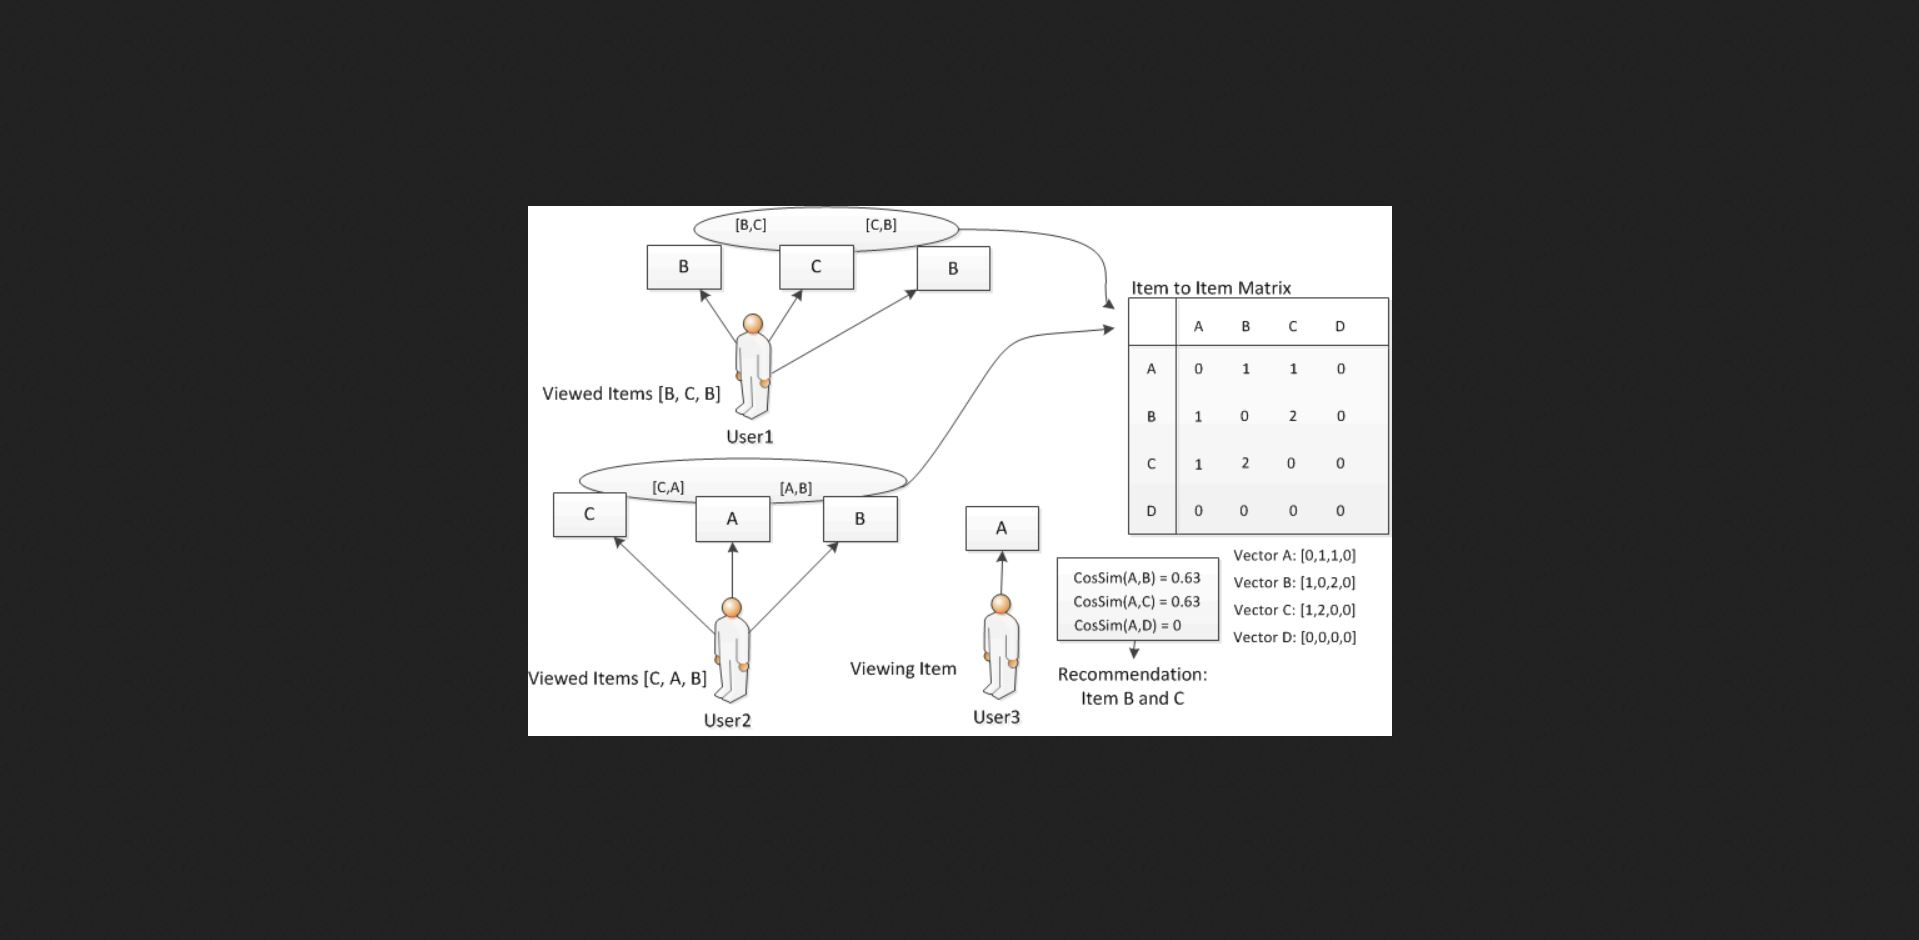 [B,C] [C,B]
B C B
Viewed Items [B, C, B]
User1
[C,A] [A,B]
C A B
Viewed Items [C, A, B]
User2
A
Viewing Item
User3
Item to Item Matrix
A B C D
A 0 1 1 0
B 1 0 2 0
C 1 2 0 0
D 0 0 0 0
CosSim(A,B) = 0.63
CosSim(A,C) = 0.63
CosSim(A,D) = 0
Vector A: [0,1,1,0]
Vector B: [1,0,2,0]
Vector C: [1,2,0,0]
Vector D: [0,0,0,0]
Recommendation:
Item B and C